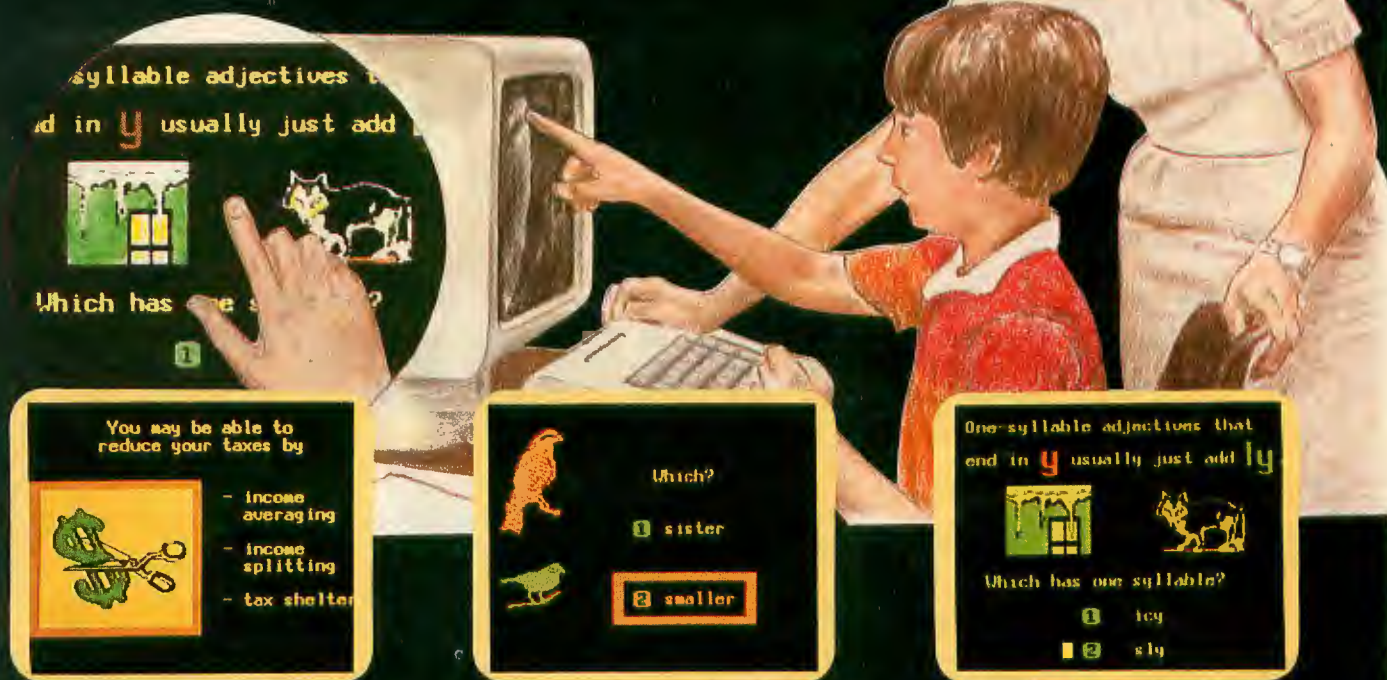 syllable adjectives
d in y usually just add
Which has
?
1
You may be able to
reduce your taxes by
- income
averaging
- income
splitting
- tax shelter
Which?
1 sister
2 smaller
One-syllable adjectives that
end in y usually just add ly
Which has one syllable?
1 icy
2 sly